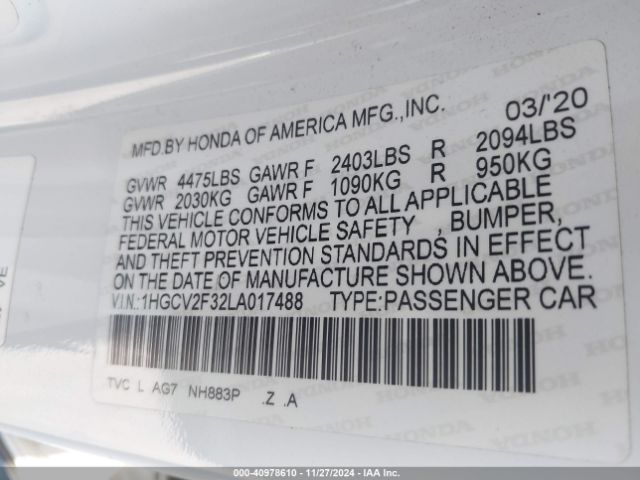 MFD.BY HONDA OF AMERICA MFG.,INC. 03/'20
GVWR 4475LBS GAWR F 2403LBS R 2094LBS
GVWR 2030KG GAWR F 1090KG R 950KG
THIS VEHICLE CONFORMS TO ALL APPLICABLE
FEDERAL MOTOR VEHICLE SAFETY , BUMPER,
AND THEFT PREVENTION STANDARDS IN EFFECT
ON THE DATE OF MANUFACTURE SHOWN ABOVE.
V.I.N.:1HGCV2F32LA017488 TYPE:PASSENGER CAR
TVC L AG7 NH883P .Z .A
VE
000-40978610 - 11/27/2024 - IAA Inc.